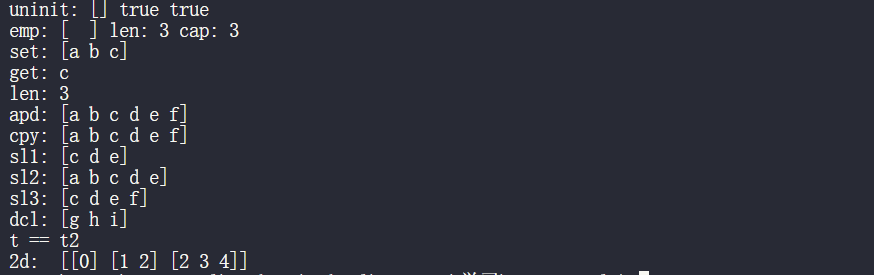 uninit: [] true true
emp: [  ] len: 3 cap: 3
set: [a b c]
get: c
len: 3
apd: [a b c d e f]
cpy: [a b c d e f]
sl1: [c d e]
sl2: [a b c d e]
sl3: [c d e f]
dcl: [g h i]
t == t2
2d:  [[0] [1 2] [2 3 4]]